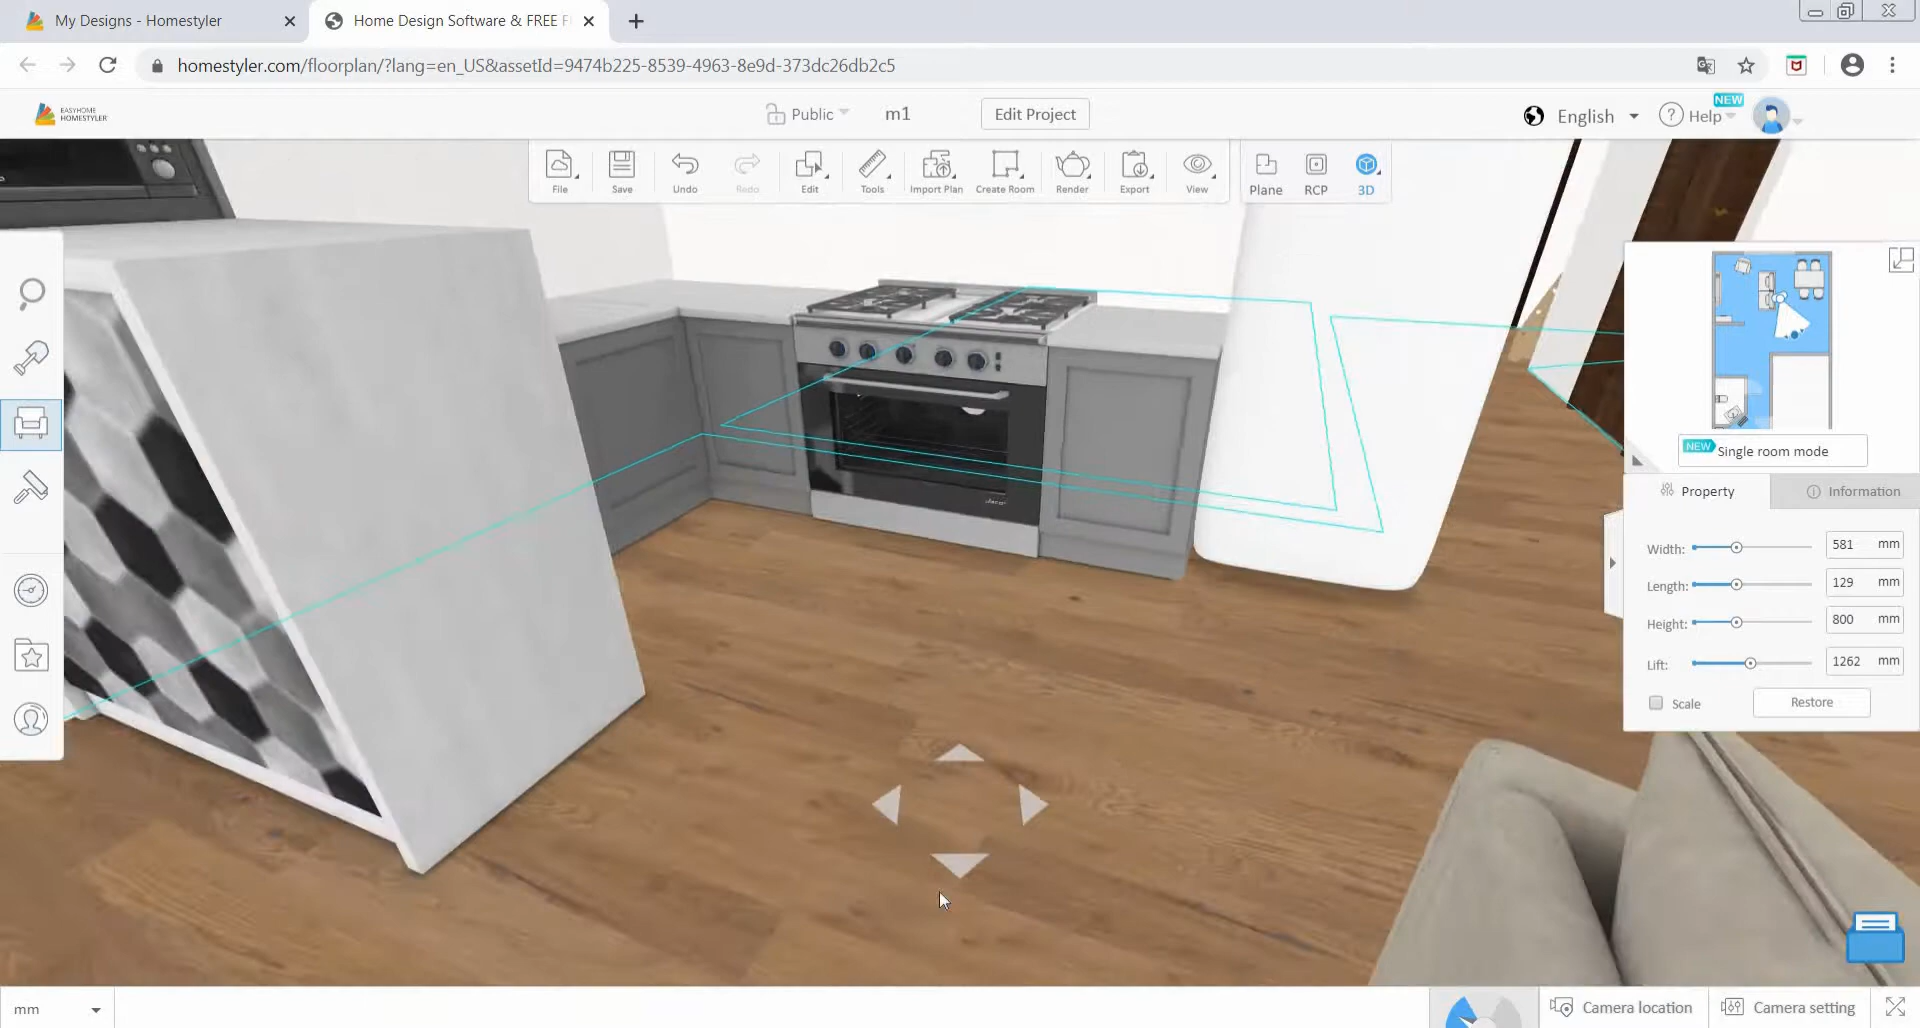 My Designs - Homestyler
Home Design Software & FREE F
homestyler.com/floorplan/?lang=en_US&assetId=9474b225-8539-4963-8e9d-373dc26db2c5
EASYHOME
HOMESTYLER
Public
m1
Edit Project
English
Help
NEW
File
Save
Undo
Redo
Edit
Tools
Import Plan
Create Room
Render
Export
View
Plane
RCP
3D
NEW Single room mode
Property
Information
Width: 581 mm
Length: 129 mm
Height: 800 mm
Lift: 1262 mm
Scale
Restore
mm
Camera location
Camera setting